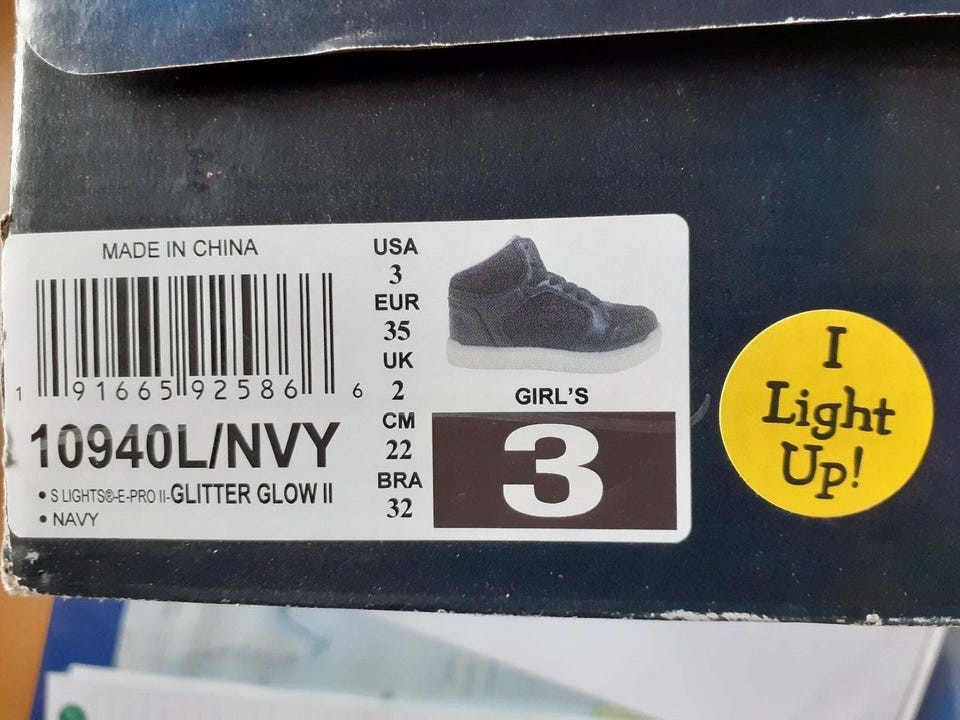 MADE IN CHINA
1 91665 92586 6
10940L/NVY
• S LIGHTS®-E-PRO II-GLITTER GLOW II
• NAVY
USA
3
EUR
35
UK
2
CM
22
BRA
32
GIRL'S
3
I
Light
Up!